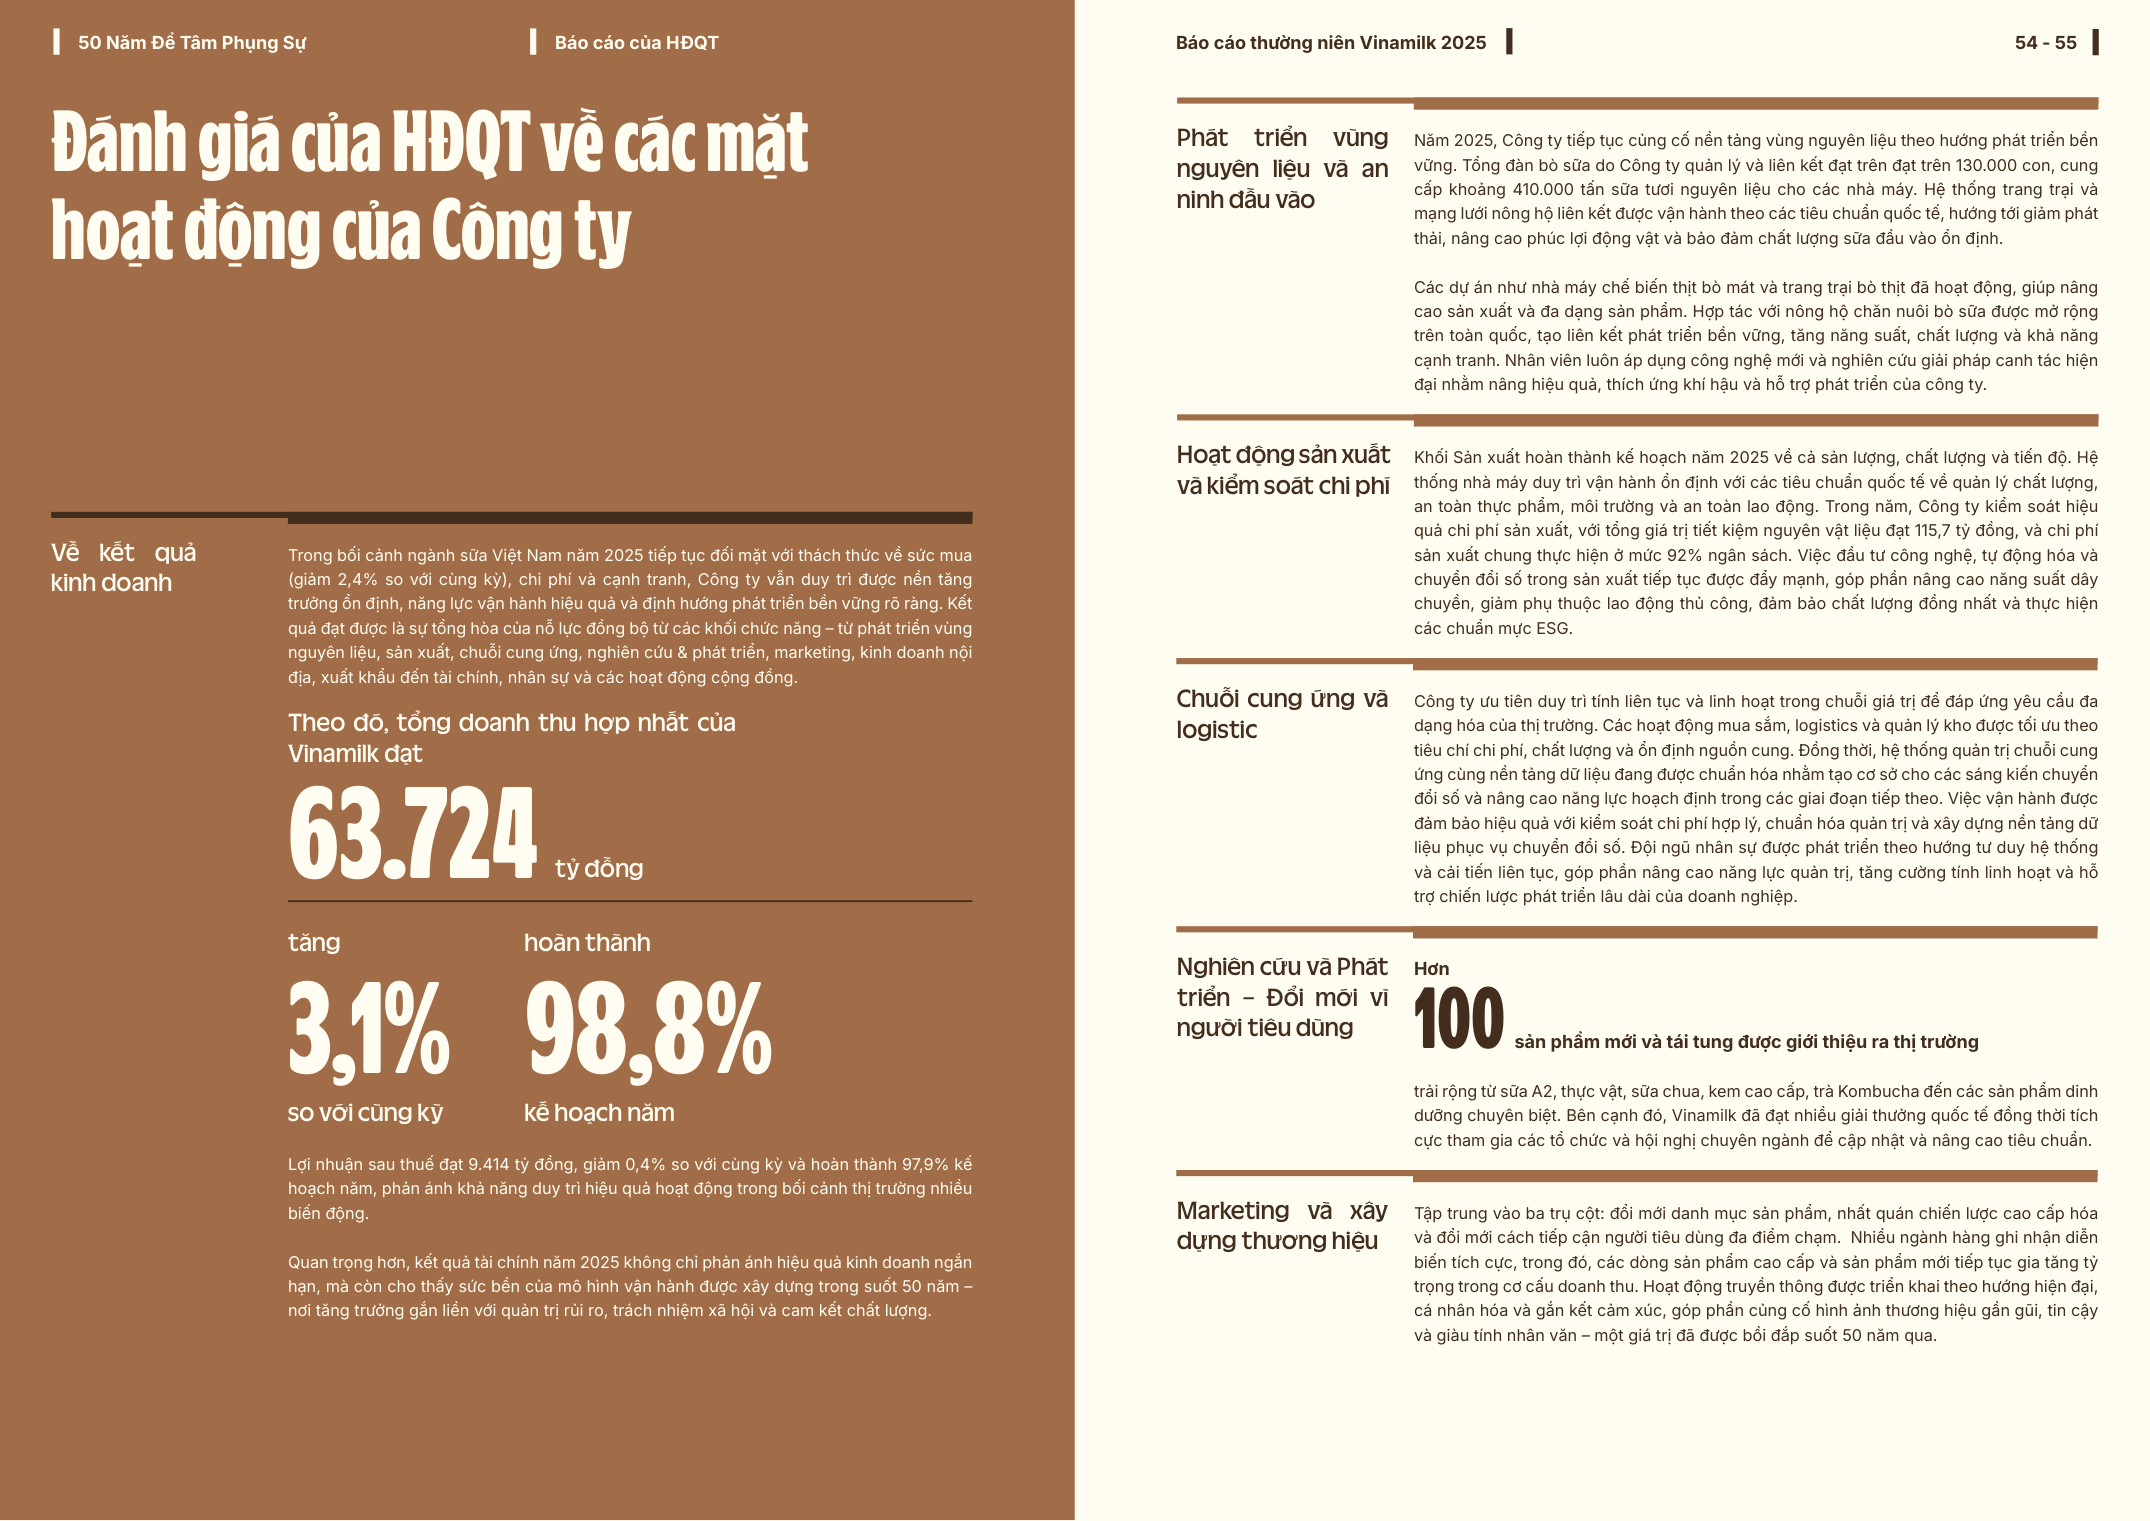 50 Năm Để Tâm Phụng Sự
Báo cáo của HĐQT
Đánh giá của HĐQT về các mặt
hoạt động của Công ty
Về kết quả
kinh doanh
Trong bối cảnh ngành sữa Việt Nam năm 2025 tiếp tục đối mặt với thách thức về sức mua
(giảm 2,4% so với cùng kỳ), chi phí và cạnh tranh, Công ty vẫn duy trì được nền tảng
trưởng ổn định, năng lực vận hành hiệu quả và định hướng phát triển bền vững rõ ràng. Kết
quả đạt được là sự tổng hòa của nỗ lực đồng bộ từ các khối chức năng – từ phát triển vùng
nguyên liệu, sản xuất, chuỗi cung ứng, nghiên cứu & phát triển, marketing, kinh doanh nội
địa, xuất khẩu đến tài chính, nhân sự và các hoạt động cộng đồng.
Theo đó, tổng doanh thu hợp nhất của
Vinamilk đạt
63.724 tỷ đồng
tăng
3,1%
so với cùng kỳ
hoàn thành
98,8%
kế hoạch năm
Lợi nhuận sau thuế đạt 9.414 tỷ đồng, giảm 0,4% so với cùng kỳ và hoàn thành 97,9% kế
hoạch năm, phản ánh khả năng duy trì hiệu quả hoạt động trong bối cảnh thị trường nhiều
biến động.
Quan trọng hơn, kết quả tài chính năm 2025 không chỉ phản ánh hiệu quả kinh doanh ngắn
hạn, mà còn cho thấy sức bền của mô hình vận hành được xây dựng trong suốt 50 năm –
nơi tăng trưởng gắn liền với quản trị rủi ro, trách nhiệm xã hội và cam kết chất lượng.
Báo cáo thường niên Vinamilk 2025
54 - 55
Phát triển vùng
nguyên liệu và an
ninh đầu vào
Năm 2025, Công ty tiếp tục củng cố nền tảng vùng nguyên liệu theo hướng phát triển bền
vững. Tổng đàn bò sữa do Công ty quản lý và liên kết đạt trên đạt trên 130.000 con, cung
cấp khoảng 410.000 tấn sữa tươi nguyên liệu cho các nhà máy. Hệ thống trang trại và
mạng lưới nông hộ liên kết được vận hành theo các tiêu chuẩn quốc tế, hướng tới giảm phát
thải, nâng cao phúc lợi động vật và bảo đảm chất lượng sữa đầu vào ổn định.
Các dự án như nhà máy chế biến thịt bò mát và trang trại bò thịt đã hoạt động, giúp nâng
cao sản xuất và đa dạng sản phẩm. Hợp tác với nông hộ chăn nuôi bò sữa được mở rộng
trên toàn quốc, tạo liên kết phát triển bền vững, tăng năng suất, chất lượng và khả năng
cạnh tranh. Nhân viên luôn áp dụng công nghệ mới và nghiên cứu giải pháp canh tác hiện
đại nhằm nâng hiệu quả, thích ứng khí hậu và hỗ trợ phát triển của công ty.
Hoạt động sản xuất
và kiểm soát chi phí
Khối Sản xuất hoàn thành kế hoạch năm 2025 về cả sản lượng, chất lượng và tiến độ. Hệ
thống nhà máy duy trì vận hành ổn định với các tiêu chuẩn quốc tế về quản lý chất lượng,
an toàn thực phẩm, môi trường và an toàn lao động. Trong năm, Công ty kiểm soát hiệu
quả chi phí sản xuất, với tổng giá trị tiết kiệm nguyên vật liệu đạt 115,7 tỷ đồng, và chi phí
sản xuất chung thực hiện ở mức 92% ngân sách. Việc đầu tư công nghệ, tự động hóa và
chuyển đổi số trong sản xuất tiếp tục được đẩy mạnh, góp phần nâng cao năng suất dây
chuyền, giảm phụ thuộc lao động thủ công, đảm bảo chất lượng đồng nhất và thực hiện
các chuẩn mực ESG.
Chuỗi cung ứng và
logistic
Công ty ưu tiên duy trì tính liên tục và linh hoạt trong chuỗi giá trị để đáp ứng yêu cầu đa
dạng hóa của thị trường. Các hoạt động mua sắm, logistics và quản lý kho được tối ưu theo
tiêu chí chi phí, chất lượng và ổn định nguồn cung. Đồng thời, hệ thống quản trị chuỗi cung
ứng cùng nền tảng dữ liệu đang được chuẩn hóa nhằm tạo cơ sở cho các sáng kiến chuyển
đổi số và nâng cao năng lực hoạch định trong các giai đoạn tiếp theo. Việc vận hành được
đảm bảo hiệu quả với kiểm soát chi phí hợp lý, chuẩn hóa quản trị và xây dựng nền tảng dữ
liệu phục vụ chuyển đổi số. Đội ngũ nhân sự được phát triển theo hướng tư duy hệ thống
và cải tiến liên tục, góp phần nâng cao năng lực quản trị, tăng cường tính linh hoạt và hỗ
trợ chiến lược phát triển lâu dài của doanh nghiệp.
Nghiên cứu và Phát
triển – Đổi mới vì
người tiêu dùng
Hơn
100 sản phẩm mới và tái tung được giới thiệu ra thị trường
trải rộng từ sữa A2, thực vật, sữa chua, kem cao cấp, trà Kombucha đến các sản phẩm dinh
dưỡng chuyên biệt. Bên cạnh đó, Vinamilk đã đạt nhiều giải thưởng quốc tế đồng thời tích
cực tham gia các tổ chức và hội nghị chuyên ngành để cập nhật và nâng cao tiêu chuẩn.
Marketing và xây
dựng thương hiệu
Tập trung vào ba trụ cột: đổi mới danh mục sản phẩm, nhất quán chiến lược cao cấp hóa
và đổi mới cách tiếp cận người tiêu dùng đa điểm chạm. Nhiều ngành hàng ghi nhận diễn
biến tích cực, trong đó, các dòng sản phẩm cao cấp và sản phẩm mới tiếp tục gia tăng tỷ
trọng trong cơ cấu doanh thu. Hoạt động truyền thông được triển khai theo hướng hiện đại,
cá nhân hóa và gắn kết cảm xúc, góp phần củng cố hình ảnh thương hiệu gần gũi, tin cậy
và giàu tính nhân văn – một giá trị đã được bồi đắp suốt 50 năm qua.